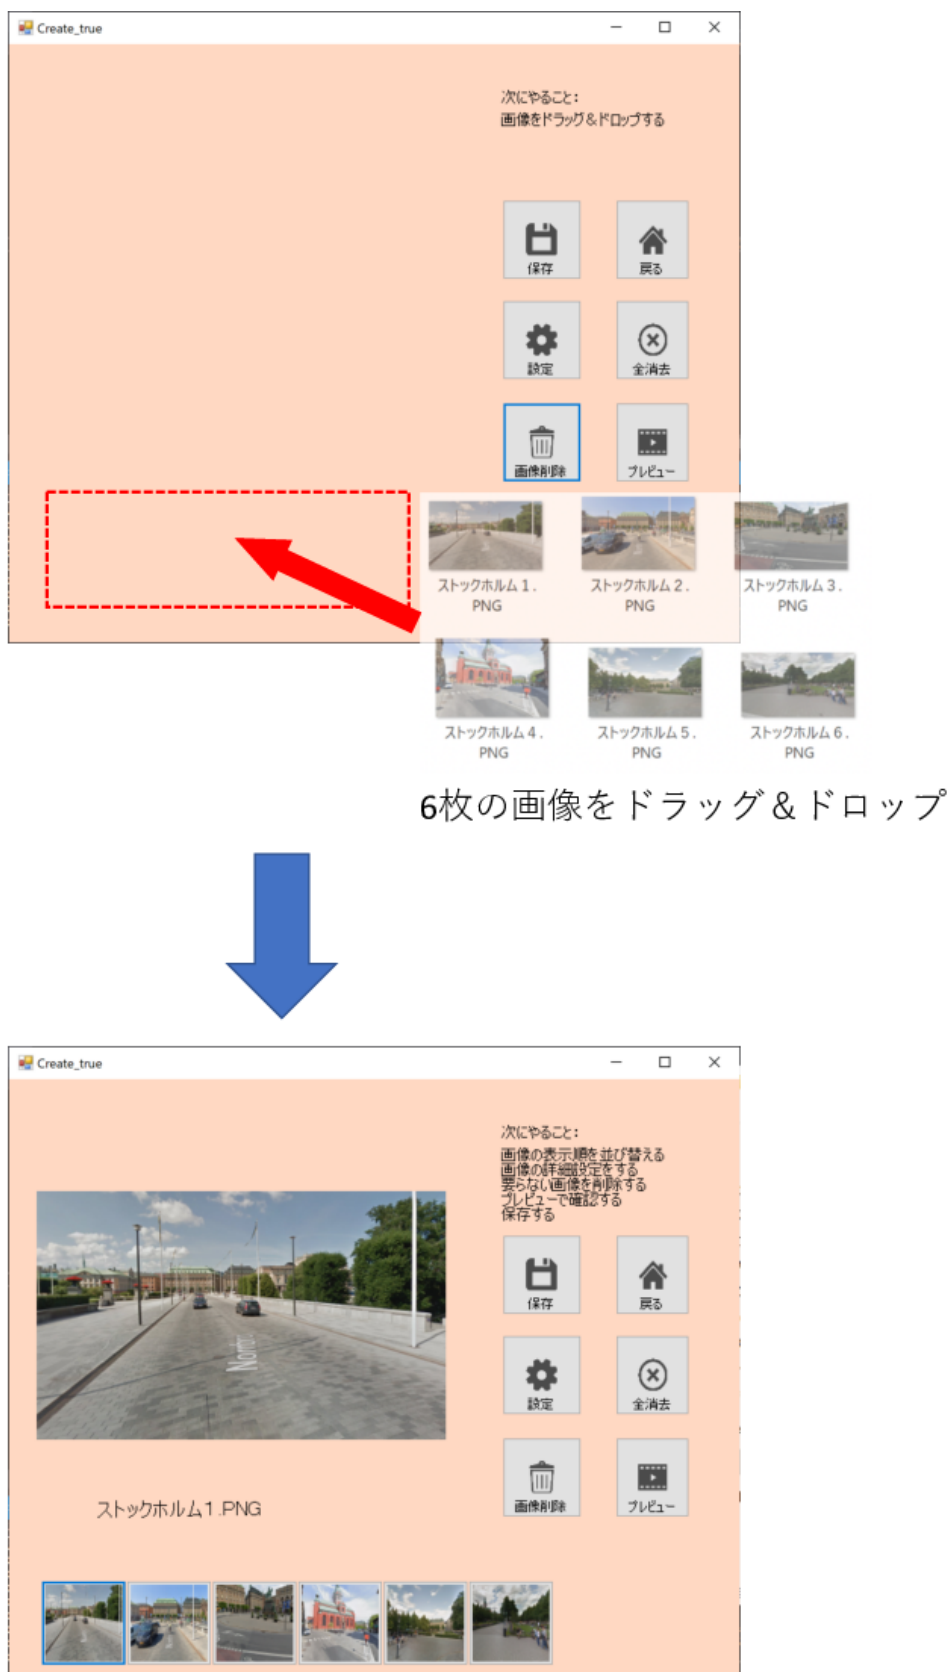 Create_true
次にやること：
画像をドラッグ＆ドロップする
保存
戻る
設定
全消去
画像削除
プレビュー
ストックホルム１.
PNG
ストックホルム２.
PNG
ストックホルム３.
PNG
ストックホルム４.
PNG
ストックホルム５.
PNG
ストックホルム６.
PNG
6枚の画像をドラッグ＆ドロップ
Create_true
次にやること：
画像の表示順を並び替える
画像の詳細設定をする
要らない画像を削除する
プレビューで確認する
保存する
保存
戻る
設定
全消去
画像削除
プレビュー
ストックホルム１.PNG